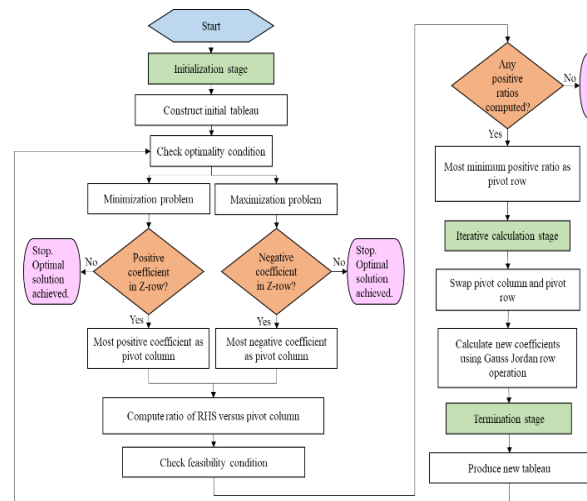 Start
Initialization stage
Construct initial tableau
Check optimality condition
Minimization problem
Maximization problem
Stop.
Optimal
solution
achieved.
No
Positive
coefficient
in Z-row?
Negative
coefficient
in Z-row?
No
Stop.
Optimal
solution
achieved.
Yes
Yes
Most positive coefficient as
pivot column
Most negative coefficient
as pivot column
Compute ratio of RHS versus pivot column
Check feasibility condition
Any
positive
ratios
computed?
No
Yes
Most minimum positive ratio as
pivot row
Iterative calculation stage
Swap pivot column and pivot
row
Calculate new coefficients
using Gauss Jordan row
operation
Termination stage
Produce new tableau